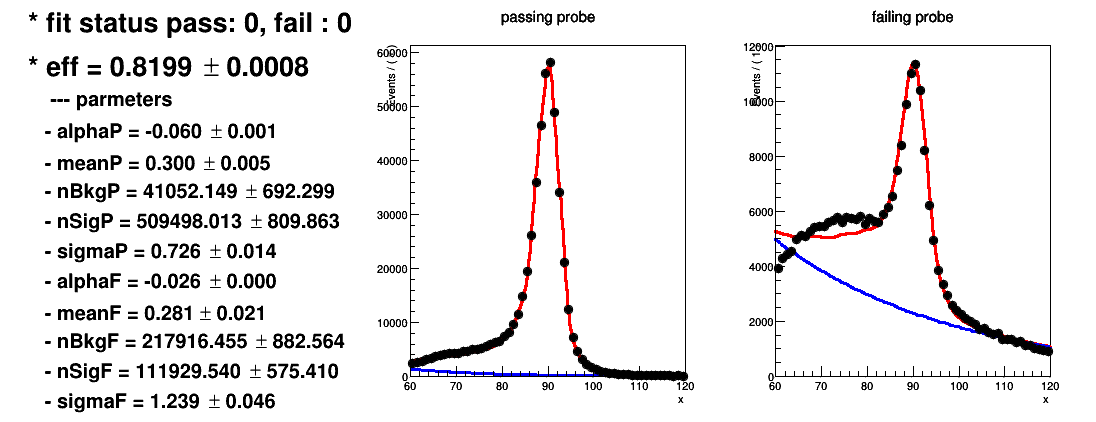 * fit status pass: 0, fail : 0
* eff = 0.8199 ± 0.0008
--- parmeters
- alphaP = -0.060 ± 0.001
- meanP = 0.300 ± 0.005
- nBkgP = 41052.149 ± 692.299
- nSigP = 509498.013 ± 809.863
- sigmaP = 0.726 ± 0.014
- alphaF = -0.026 ± 0.000
- meanF = 0.281 ± 0.021
- nBkgF = 217916.455 ± 882.564
- nSigF = 111929.540 ± 575.410
- sigmaF = 1.239 ± 0.046
passing probe
60000
50000
40000
30000
20000
10000
0
60 70 80 90 100 110 120
x
failing probe
12000
10000
8000
6000
4000
2000
0
60 70 80 90 100 110 120
x